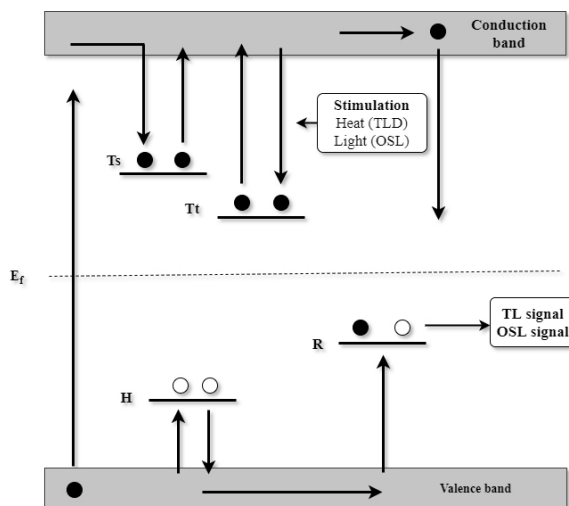 Conduction
band
Stimulation
Heat (TLD)
Light (OSL)
Ts
Tt
Ef
TL signal
OSL signal
R
H
Valence band